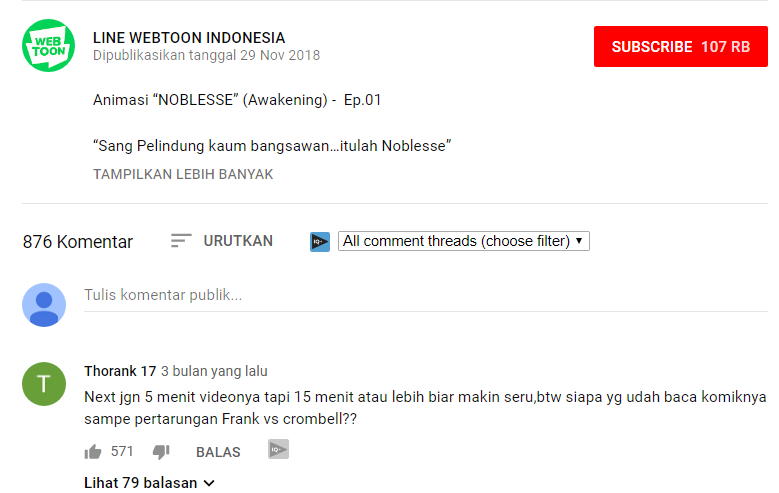 WEB
TOON
LINE WEBTOON INDONESIA
Dipublikasikan tanggal 29 Nov 2018
SUBSCRIBE 107 RB
Animasi “NOBLESSE” (Awakening) - Ep.01
“Sang Pelindung kaum bangsawan…itulah Noblesse”
TAMPILKAN LEBIH BANYAK
876 Komentar
URUTKAN
IQ
All comment threads (choose filter)
Tulis komentar publik...
T
Thorank 17 3 bulan yang lalu
Next jgn 5 menit videonya tapi 15 menit atau lebih biar makin seru,btw siapa yg udah baca komiknya
sampe pertarungan Frank vs crombell??
571
BALAS
IQ
Lihat 79 balasan